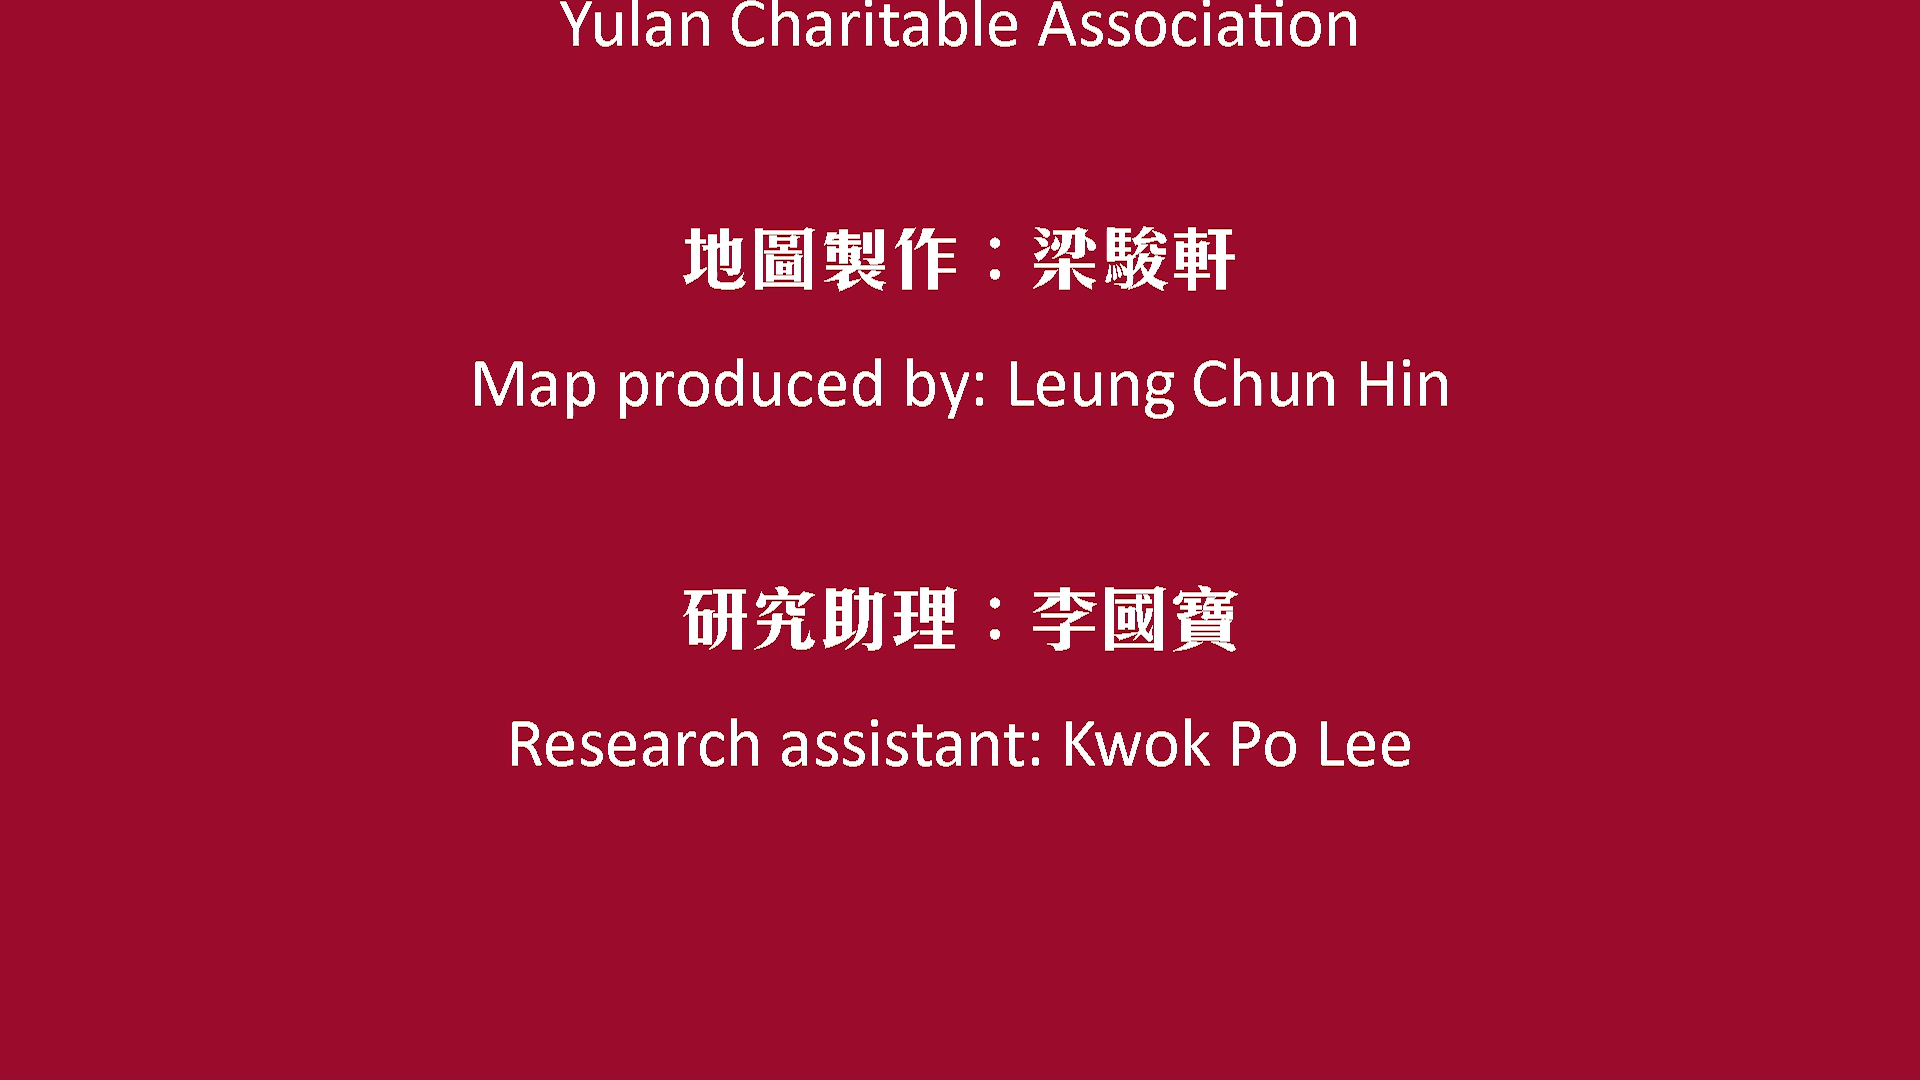 Yulan Charitable Association
地圖製作：梁駿軒
Map produced by: Leung Chun Hin
研究助理：李國寶
Research assistant: Kwok Po Lee